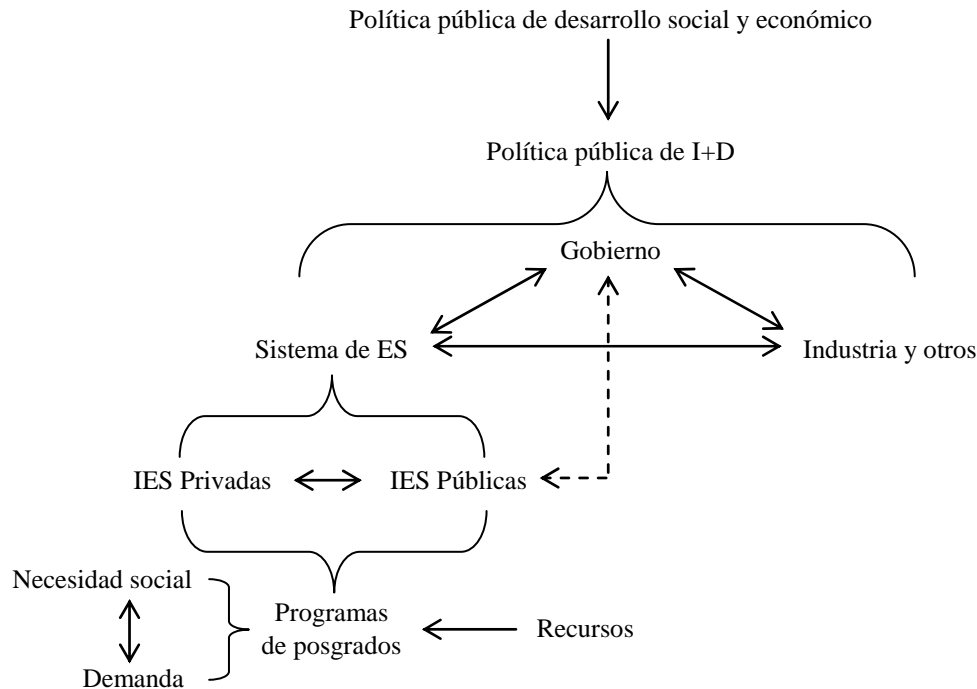 Política pública de desarrollo social y económico
Política pública de I+D
Gobierno
Sistema de ES
Industria y otros
IES Privadas
IES Públicas
Necesidad social
Programas
de posgrados
Recursos
Demanda